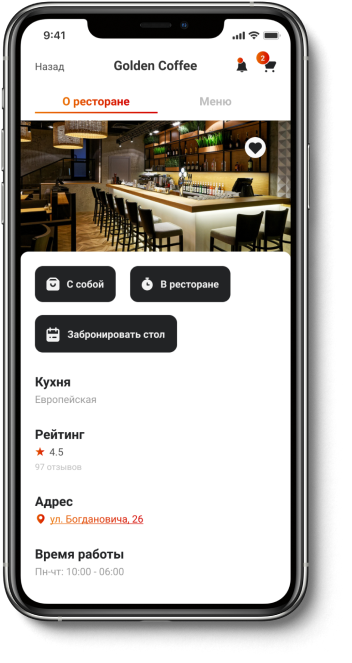 9:41
Назад
Golden Coffee
2
О ресторане
Меню
С собой
В ресторане
Забронировать стол
Кухня
Европейская
Рейтинг
4.5
97 отзывов
Адрес
ул. Богдановича, 26
Время работы
Пн-чт: 10:00 - 06:00